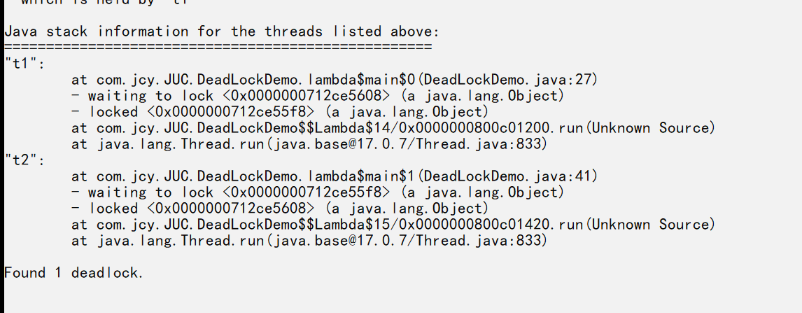 which is held by "t1"
Java stack information for the threads listed above:
===================================================
"t1":
at com.jcy.JUC.DeadLockDemo.lambda$main$0(DeadLockDemo.java:27)
- waiting to lock <0x0000000712ce5608> (a java.lang.Object)
- locked <0x0000000712ce55f8> (a java.lang.Object)
at com.jcy.JUC.DeadLockDemo$$Lambda$14/0x0000000800c01200.run(Unknown Source)
at java.lang.Thread.run(java.base@17.0.7/Thread.java:833)
"t2":
at com.jcy.JUC.DeadLockDemo.lambda$main$1(DeadLockDemo.java:41)
- waiting to lock <0x0000000712ce55f8> (a java.lang.Object)
- locked <0x0000000712ce5608> (a java.lang.Object)
at com.jcy.JUC.DeadLockDemo$$Lambda$15/0x0000000800c01420.run(Unknown Source)
at java.lang.Thread.run(java.base@17.0.7/Thread.java:833)
Found 1 deadlock.